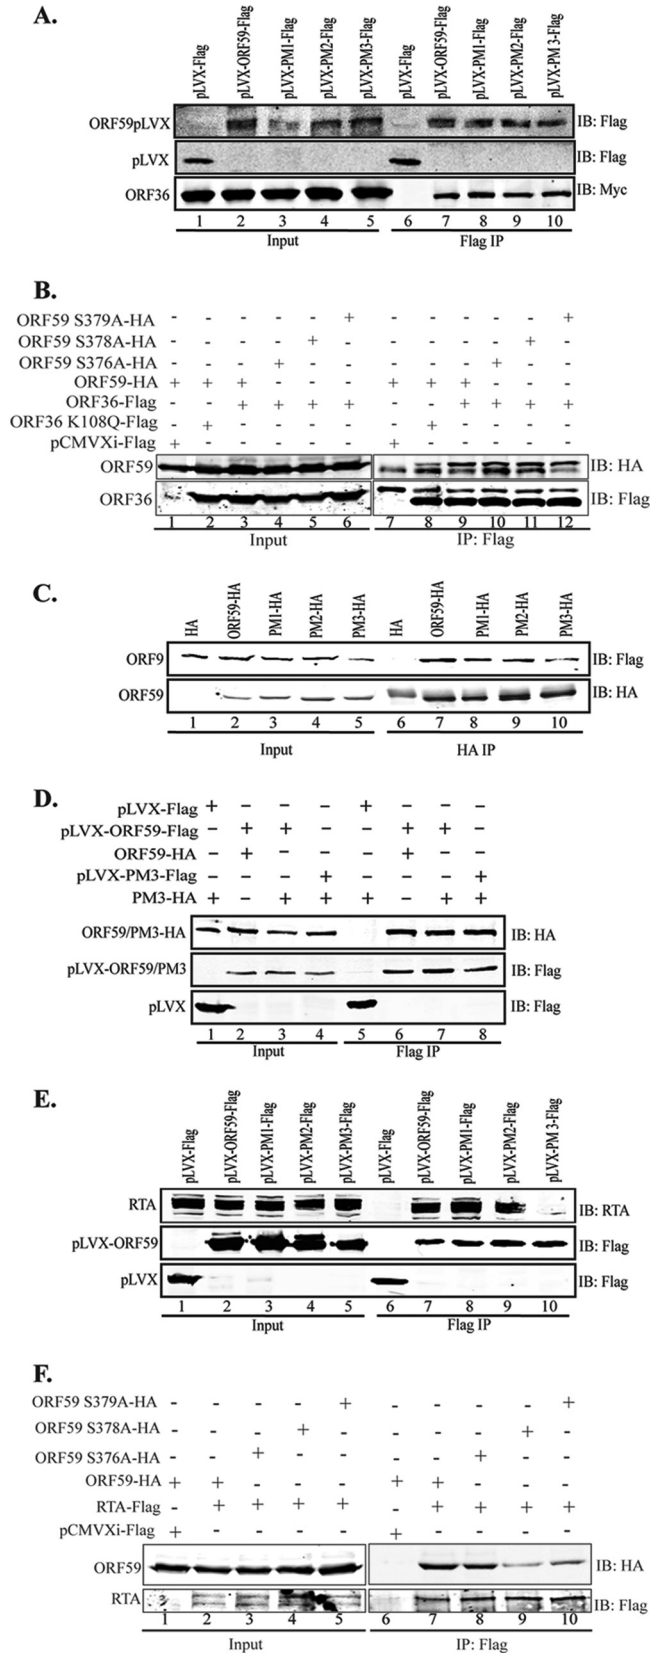 A.
pLVX-Flag pLVX-ORF59-Flag pLVX-PM1-Flag pLVX-PM2-Flag pLVX-PM3-Flag pLVX-Flag pLVX-ORF59-Flag pLVX-PM1-Flag pLVX-PM2-Flag pLVX-PM 3-Flag
ORF59pLVX IB: Flag
pLVX IB: Flag
ORF36 IB: Myc
1 2 3 4 5 6 7 8 9 10
Input Flag IP
B.
ORF59 S379A-HA - - - - - + - - - - - +
ORF59 S378A-HA - - - - + - - - - - + -
ORF59 S376A-HA - - - + - - - - - + - -
ORF59-HA + + + - - - + + + - - -
ORF36-Flag - - + + + + - - + + + +
ORF36 K108Q-Flag - + - - - - - + - - - -
pCMVXi-Flag + - - - - - + - - - - -
ORF59 IB: HA
ORF36 IB: Flag
1 2 3 4 5 6 7 8 9 10 11 12
Input IP: Flag
C.
HA ORF59-HA PM1-HA PM2-HA PM3-HA HA ORF59-HA PM1-HA PM2-HA PM3-HA
ORF9 IB: Flag
ORF59 IB: HA
1 2 3 4 5 6 7 8 9 10
Input HA IP
D.
pLVX-Flag + - - - + - - -
pLVX-ORF59-Flag - + + - - + + -
ORF59-HA - + - - - + - -
pLVX-PM3-Flag - - - + - - - +
PM3-HA + - + + + - + +
ORF59/PM3-HA IB: HA
pLVX-ORF59/PM3 IB: Flag
pLVX IB: Flag
1 2 3 4 5 6 7 8
Input Flag IP
E.
pLVX-Flag pLVX-ORF59-Flag pLVX-PM1-Flag pLVX-PM2-Flag pLVX-PM3-Flag pLVX-Flag pLVX-ORF59-Flag pLVX-PM1-Flag pLVX-PM2-Flag pLVX-PM 3-Flag
RTA IB: RTA
pLVX-ORF59 IB: Flag
pLVX IB: Flag
1 2 3 4 5 6 7 8 9 10
Input Flag IP
F.
ORF59 S379A-HA - - - - + - - - - +
ORF59 S378A-HA - - - + - - - - + -
ORF59 S376A-HA - - + - - - - + - -
ORF59-HA + + - - - + + - - -
RTA-Flag - + + + + - + + + +
pCMVXi-Flag + - - - - + - - - -
ORF59 IB: HA
RTA IB: Flag
1 2 3 4 5 6 7 8 9 10
Input IP: Flag